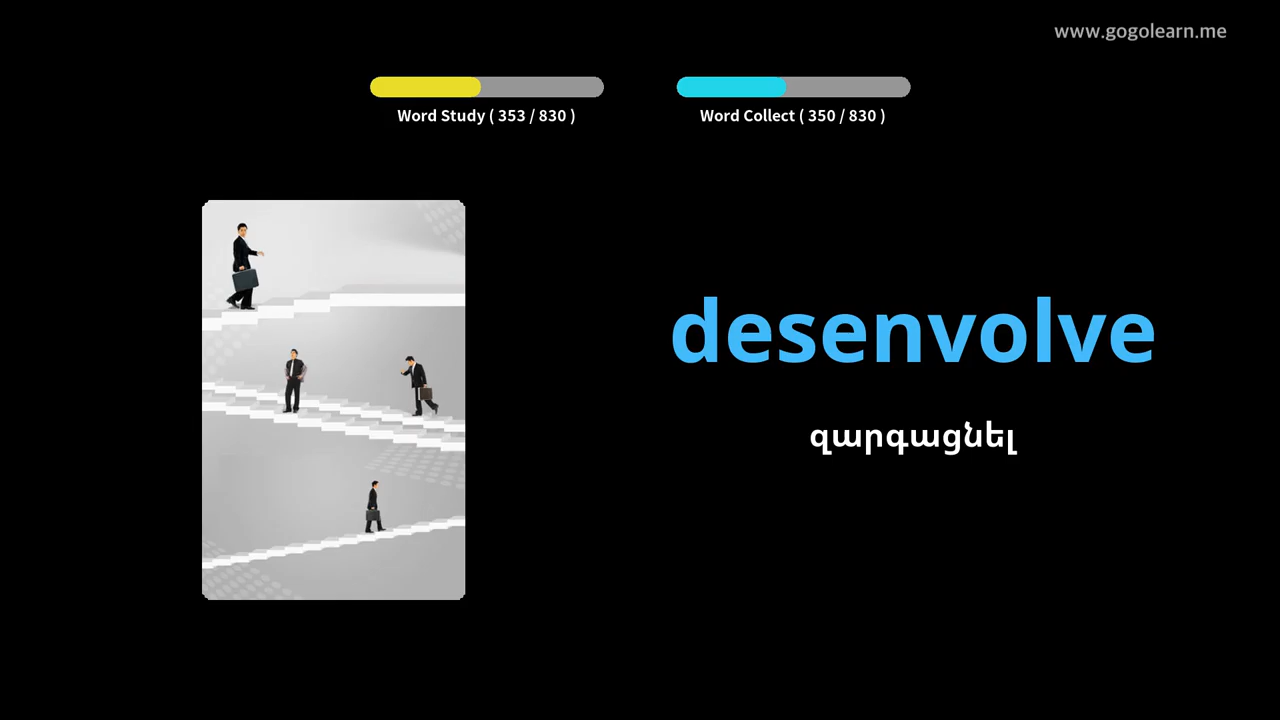 www.gogolearn.me
Word Study ( 353 / 830 )
Word Collect ( 350 / 830 )
desenvolve
զարգացնել